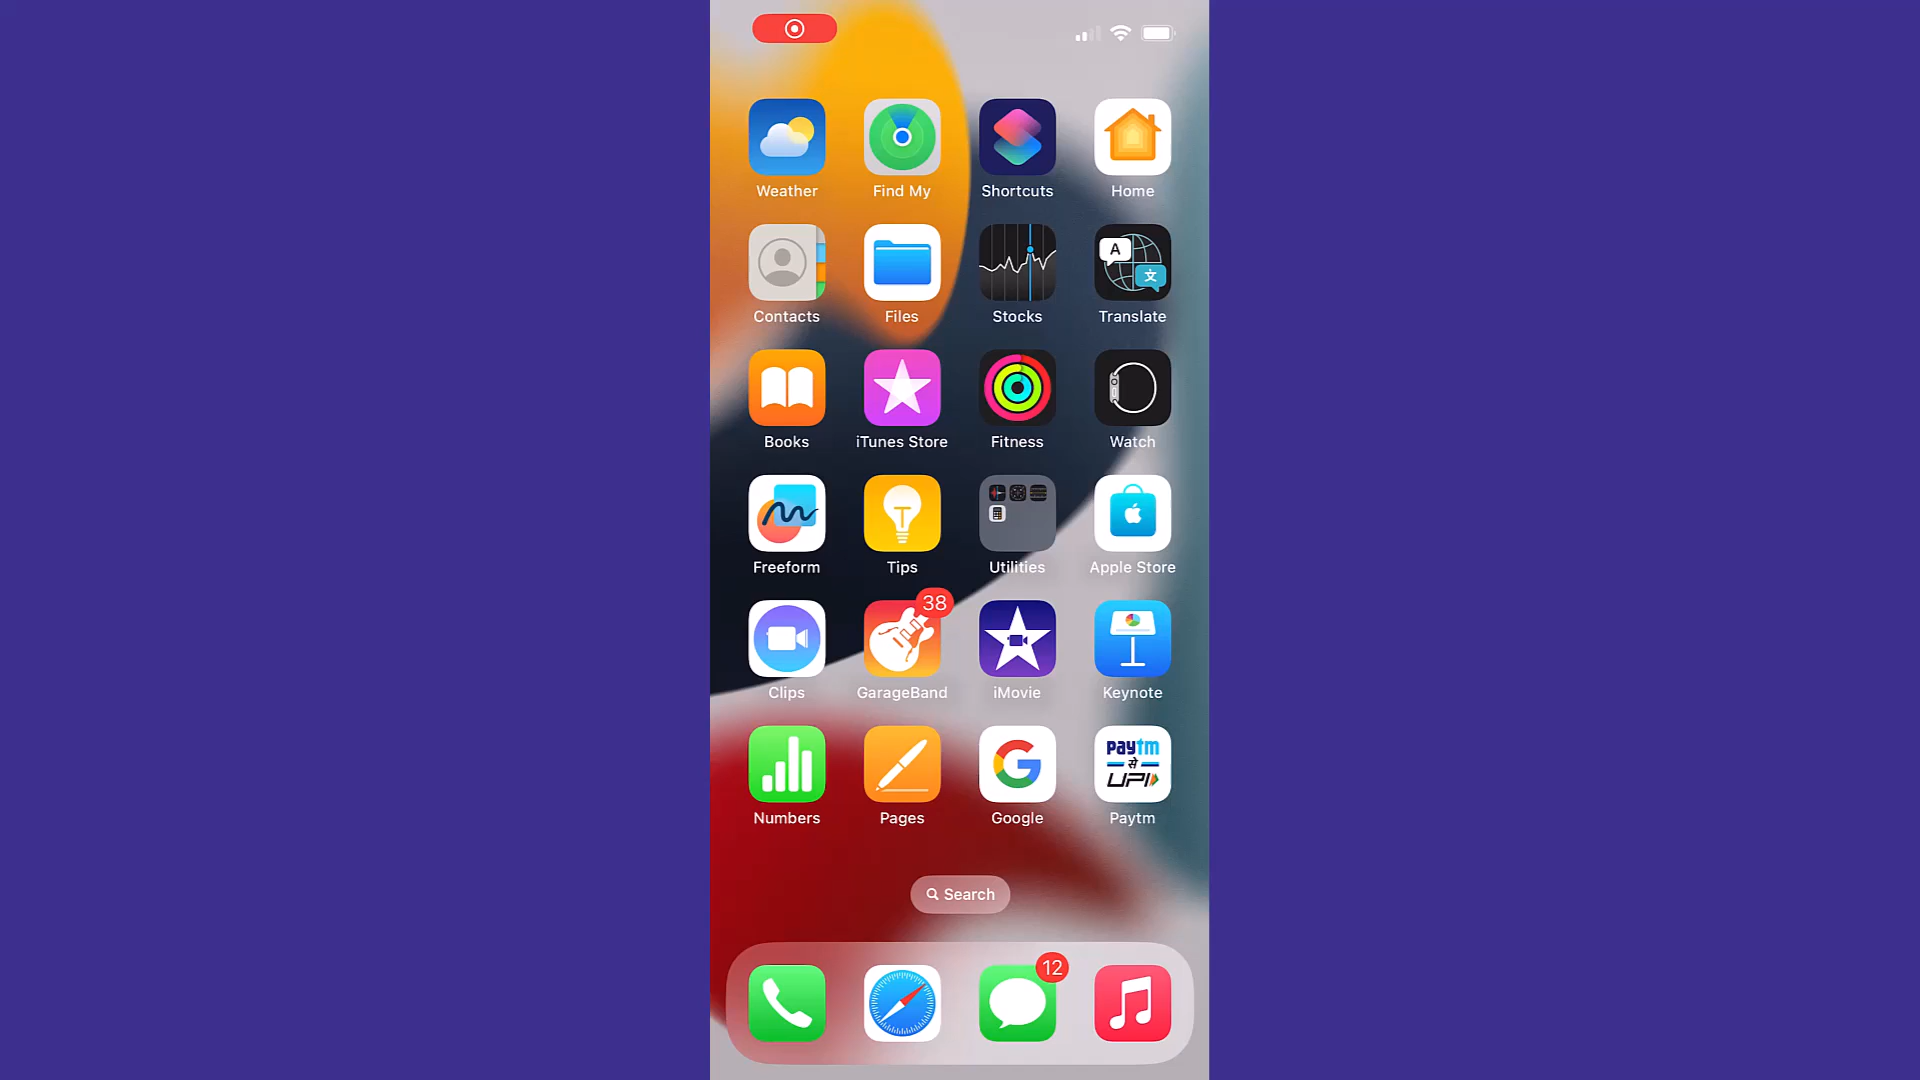 Weather Find My Shortcuts Home
A
文
Contacts Files Stocks Translate
Books iTunes Store Fitness Watch
Freeform Tips Utilities Apple Store
38
Clips GarageBand iMovie Keynote
paytm
से
UPI
Numbers Pages Google Paytm
Search
12